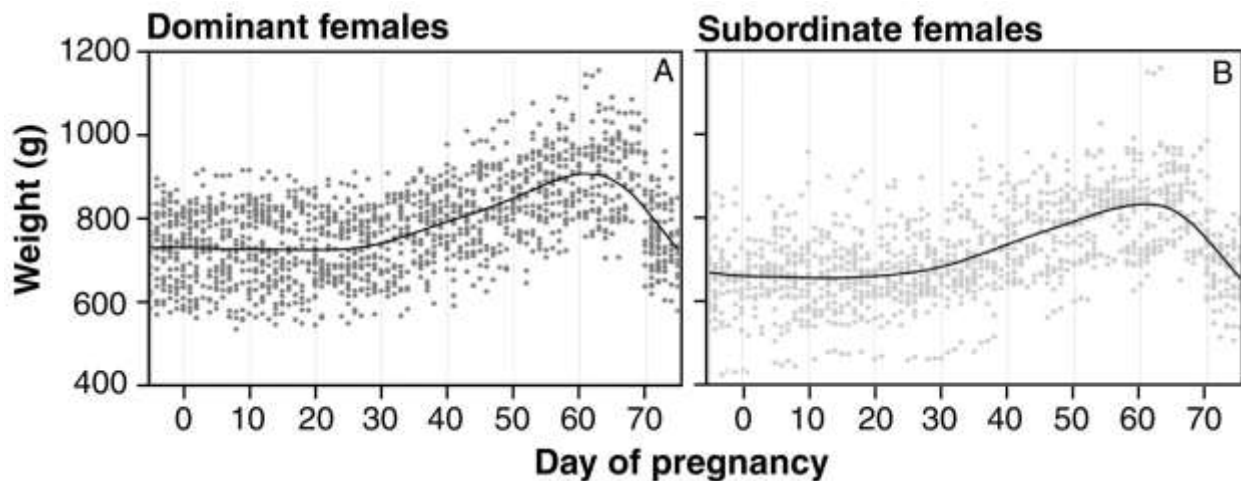 Dominant females
Subordinate females
A
B
Weight (g)
1200
1000
800
600
400
0 10 20 30 40 50 60 70
0 10 20 30 40 50 60 70
Day of pregnancy